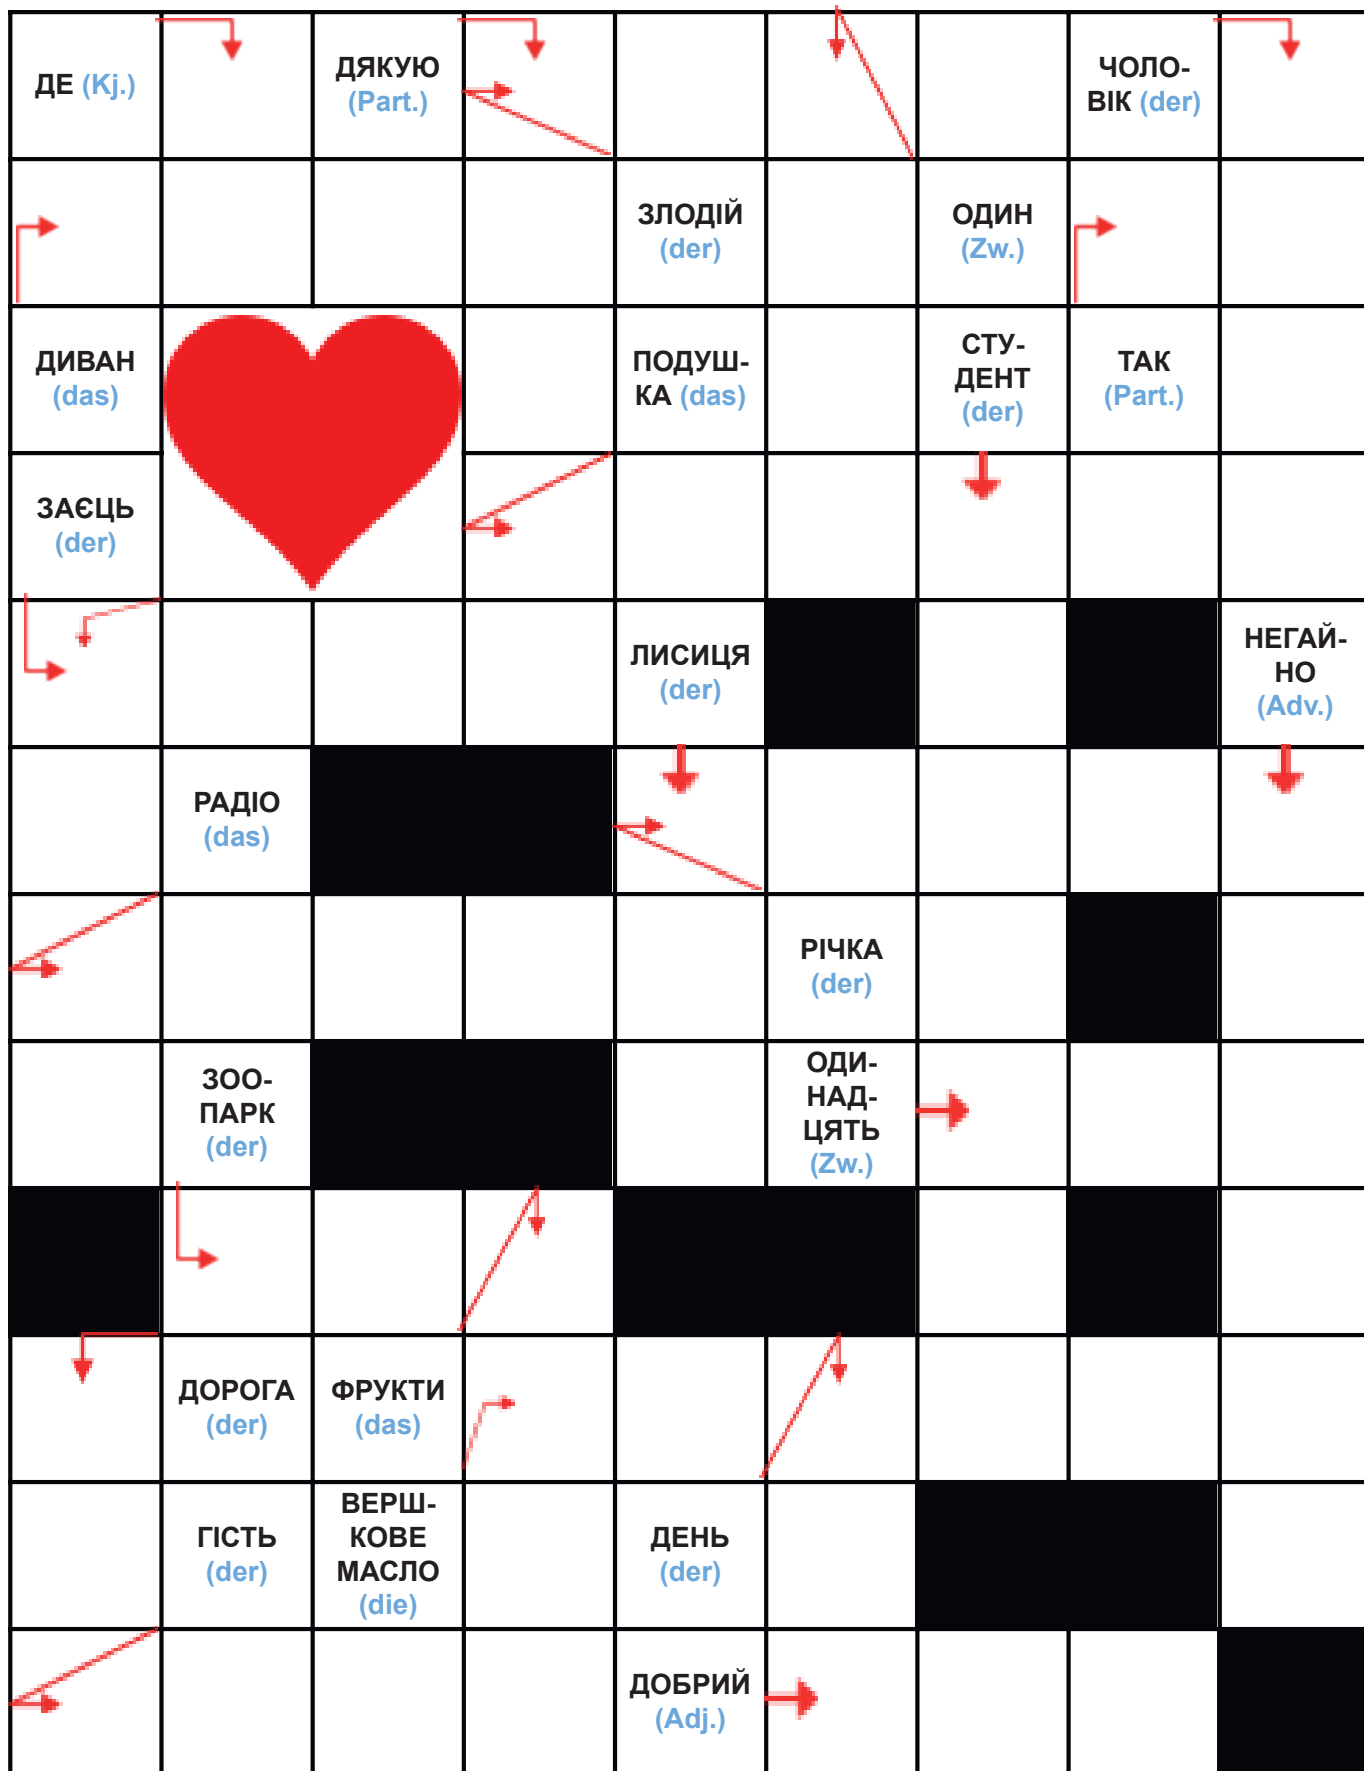 ДЕ (Kj.)
ДЯКУЮ
(Part.)
ЧОЛО-
ВІК (der)
ЗЛОДІЙ
(der)
ОДИН
(Zw.)
ДИВАН
(das)
ПОДУШ-
КА (das)
СТУ-
ДЕНТ
(der)
ТАК
(Part.)
ЗАЄЦЬ
(der)
ЛИСИЦЯ
(der)
НЕГАЙ-
НО
(Adv.)
РАДІО
(das)
РІЧКА
(der)
ЗОО-
ПАРК
(der)
ОДИ-
НАД-
ЦЯТЬ
(Zw.)
ДОРОГА
(der)
ФРУКТИ
(das)
ГІСТЬ
(der)
ВЕРШ-
КОВЕ
МАСЛО
(die)
ДЕНЬ
(der)
ДОБРИЙ
(Adj.)